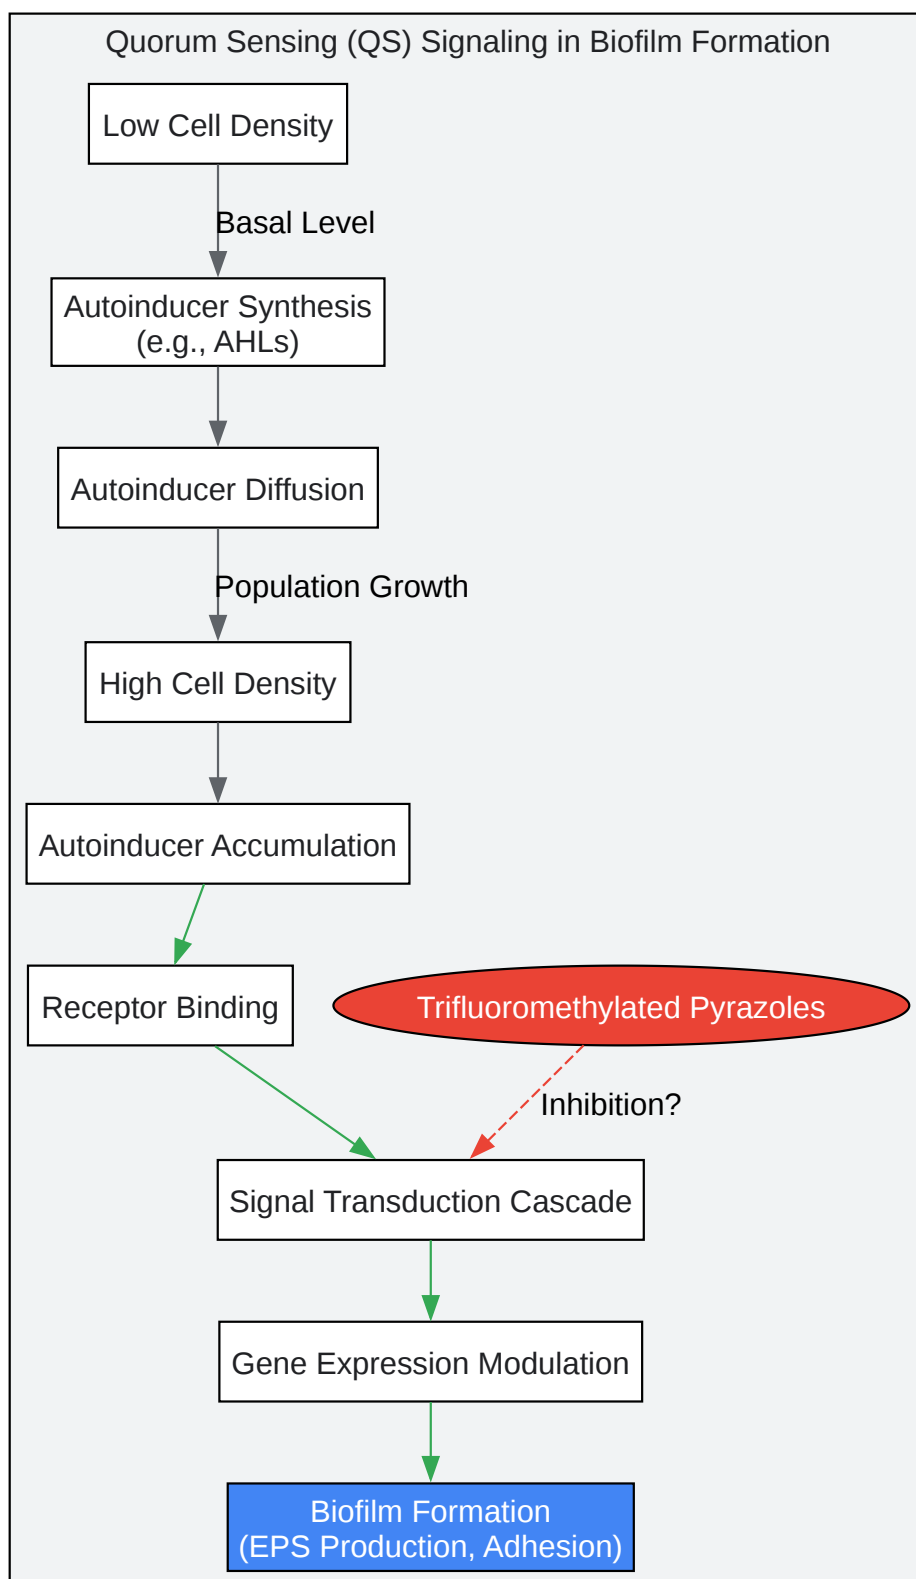 Quorum Sensing (QS) Signaling in Biofilm Formation
Low Cell Density
Basal Level
Autoinducer Synthesis
(e.g., AHLs)
Autoinducer Diffusion
Population Growth
High Cell Density
Autoinducer Accumulation
Receptor Binding
Trifluoromethylated Pyrazoles
Inhibition?
Signal Transduction Cascade
Gene Expression Modulation
Biofilm Formation
(EPS Production, Adhesion)